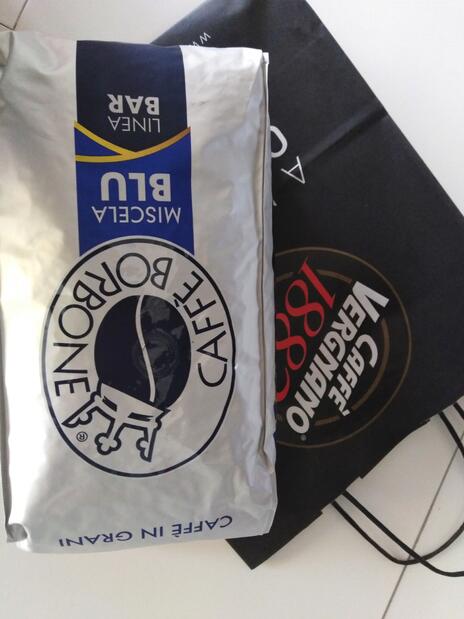 CAFFÈ IN GRANI
CAFFÈ BORBONE
®
MISCELA
BLU
LINEA
BAR
CAFFÈ
VERGNANO
1882